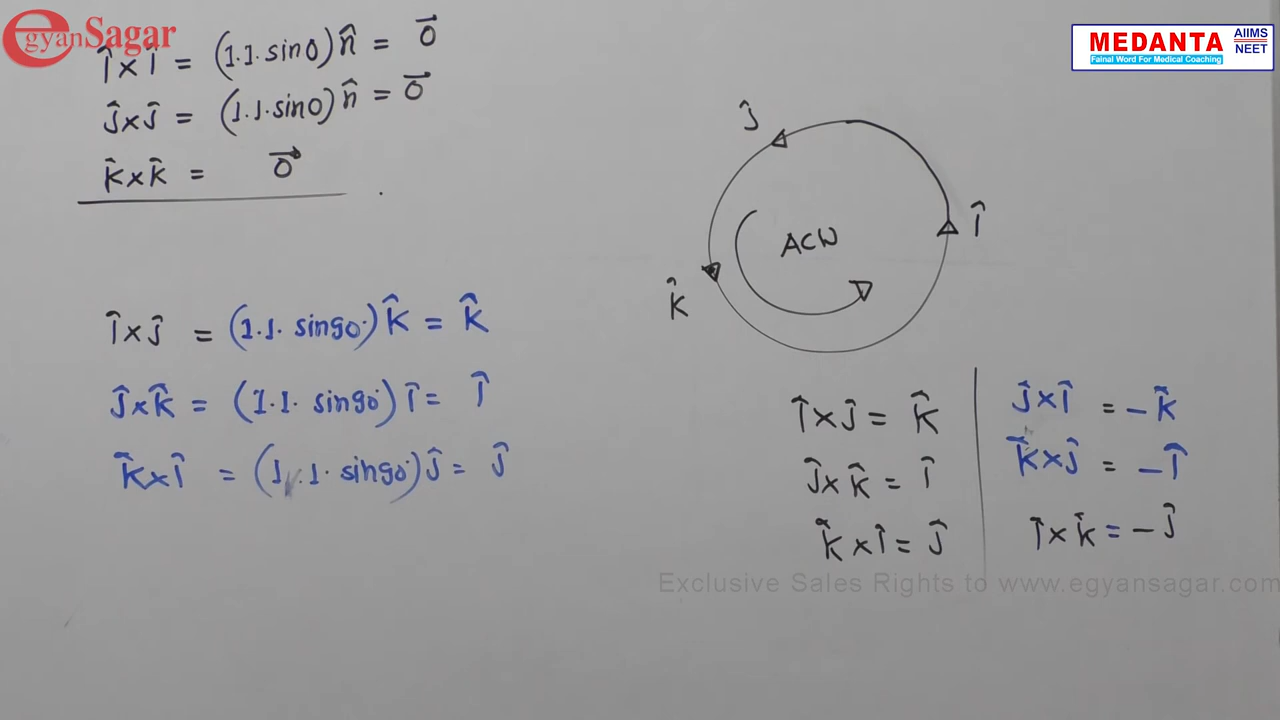 egyanSagar
MEDANTA AIIMS NEET
Fainal Word For Medical Coaching
î×î = (1.1. sin0) n̂ = 0⃗
ĵ×ĵ = (1.1.sin0) n̂ = 0⃗
k̂×k̂ = 0⃗
ĵ
ACW
î
k̂
î×ĵ = (1.1. sin90°) k̂ = k̂
ĵ×k̂ = (1.1. sin90°) î = î
k̂×î = (1.1. sin90°) ĵ = ĵ
î×ĵ = k̂
ĵ×k̂ = î
k̂×î = ĵ
ĵ×î = -k̂
k̂×ĵ = -î
î×k̂ = -ĵ
Exclusive Sales Rights to www.egyansagar.com